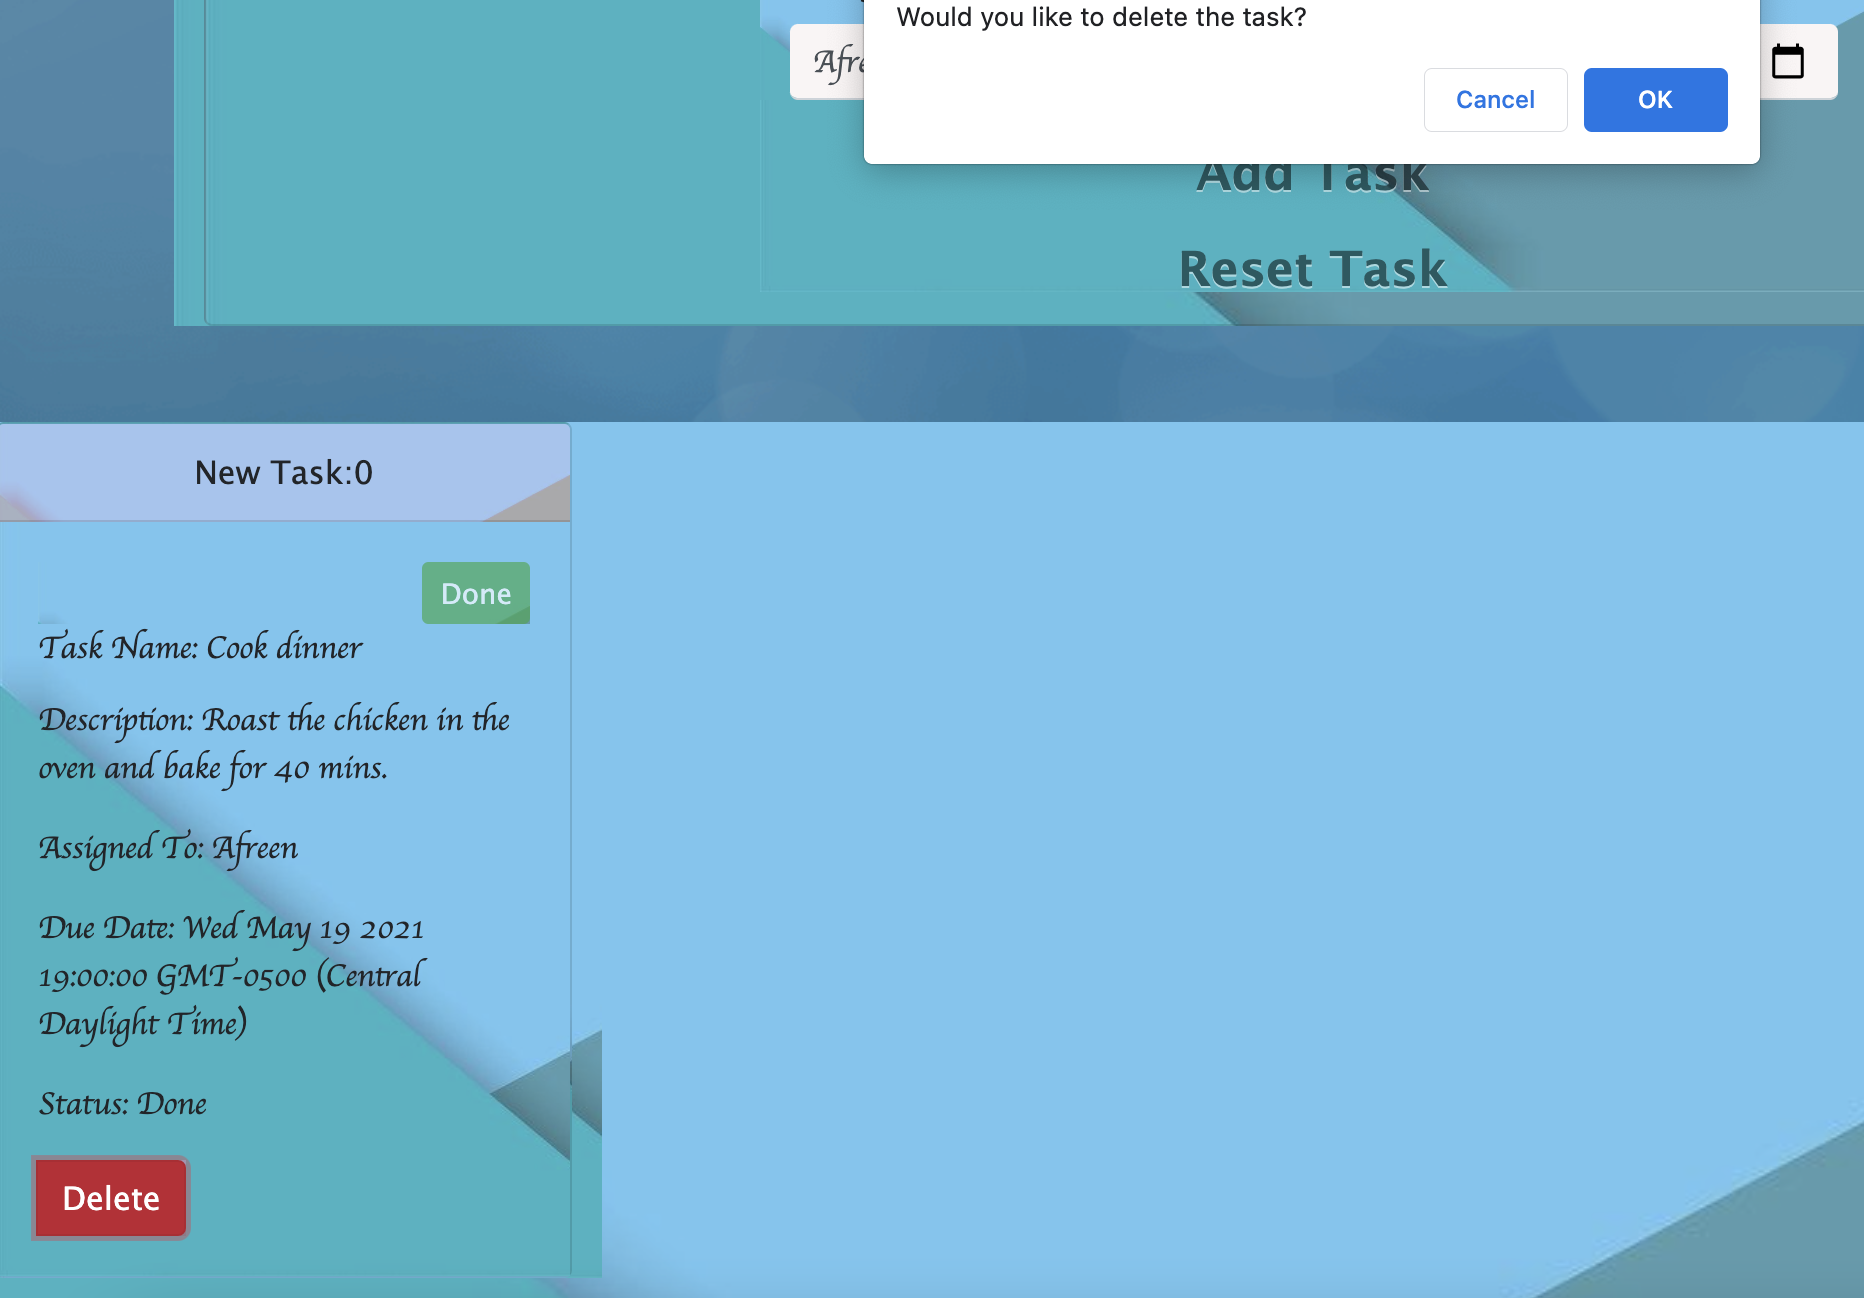 Would you like to delete the task?
Cancel OK
Add Task
Reset Task
New Task:0
Done
Task Name: Cook dinner
Description: Roast the chicken in the
oven and bake for 40 mins.
Assigned To: Afreen
Due Date: Wed May 19 2021
19:00:00 GMT-0500 (Central
Daylight Time)
Status: Done
Delete